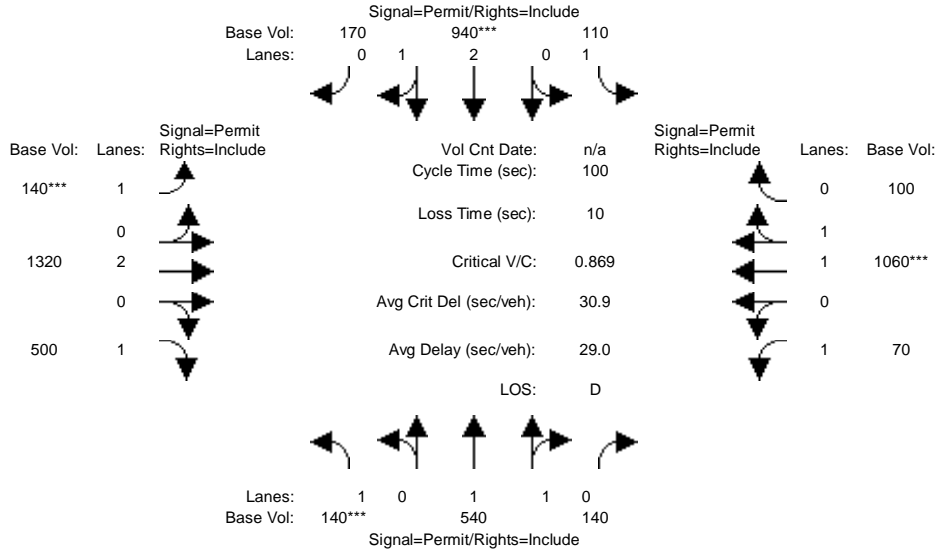 Signal=Permit/Rights=Include
Base Vol: 170 940*** 110
Lanes: 0 1 2 0 1
Signal=Permit
Base Vol: Lanes: Rights=Include
Vol Cnt Date: n/a
Signal=Permit
Rights=Include Lanes: Base Vol:
Cycle Time (sec): 100
140*** 1
0 100
Loss Time (sec): 10
0
1
1320 2
Critical V/C: 0.869
1 1060***
0
Avg Crit Del (sec/veh): 30.9
0
500 1
Avg Delay (sec/veh): 29.0
1 70
LOS: D
Lanes: 1 0 1 1 0
Base Vol: 140*** 540 140
Signal=Permit/Rights=Include